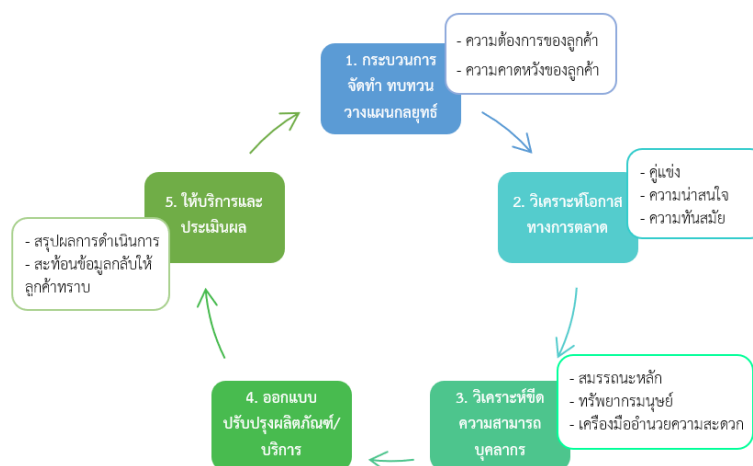 1. กระบวนการ
จัดทำ ทบทวน
วางแผนกลยุทธ์
- ความต้องการของลูกค้า
- ความคาดหวังของลูกค้า
2. วิเคราะห์โอกาส
ทางการตลาด
- คู่แข่ง
- ความน่าสนใจ
- ความทันสมัย
3. วิเคราะห์ขีด
ความสามารถ
บุคลากร
- สมรรถนะหลัก
- ทรัพยากรมนุษย์
- เครื่องมืออำนวยความสะดวก
4. ออกแบบ
ปรับปรุงผลิตภัณฑ์/
บริการ
5. ให้บริการและ
ประเมินผล
- สรุปผลการดำเนินการ
- สะท้อนข้อมูลกลับให้
ลูกค้าทราบ